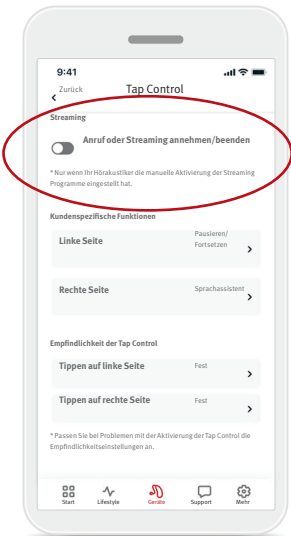 9:41
Zurück
Tap Control
Streaming
Anruf oder Streaming annehmen/beenden
* Nur wenn Ihr Hörakustiker die manuelle Aktivierung der Streaming
Programme eingestellt hat.
Kundenspezifische Funktionen
Linke Seite
Pausieren/
Fortsetzen
Rechte Seite
Sprachassistent
Empfindlichkeit der Tap Control
Tippen auf linke Seite
Fest
Tippen auf rechte Seite
Fest
* Passen Sie bei Problemen mit der Aktivierung der Tap Control die
Empfindlichkeitseinstellungen an.
Start
Lifestyle
Geräte
Support
Mehr